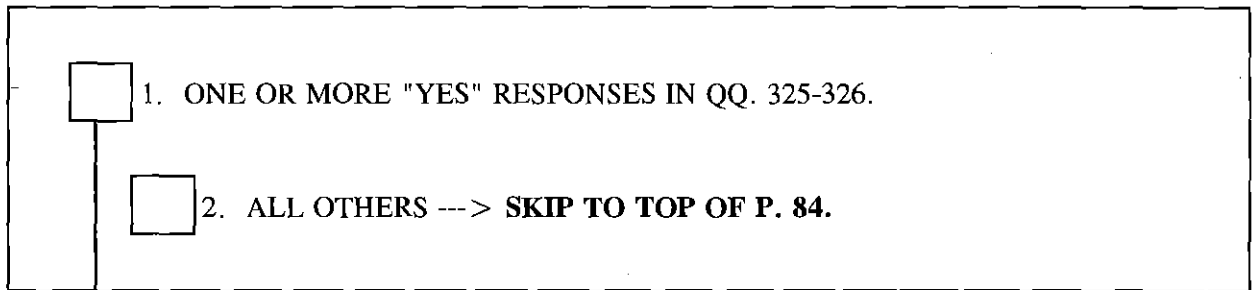 1. ONE OR MORE "YES" RESPONSES IN QQ. 325-326.
2. ALL OTHERS ---> SKIP TO TOP OF P. 84.